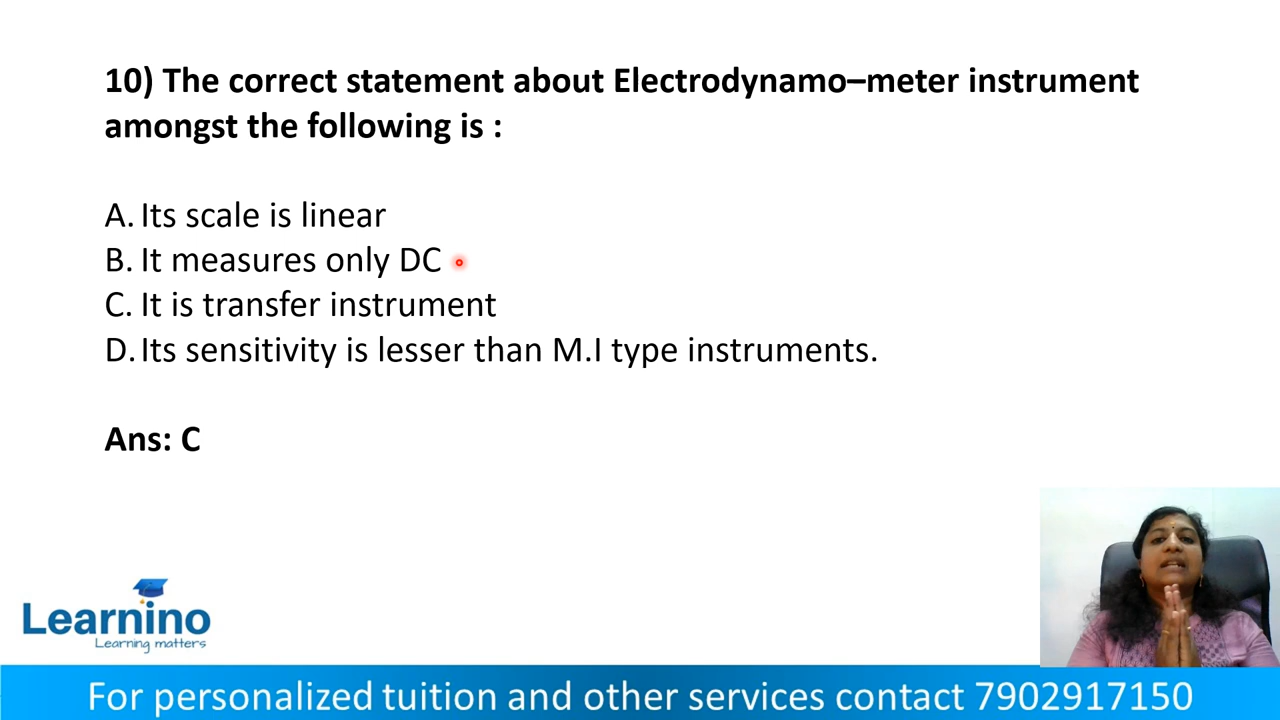 10) The correct statement about Electrodynamo–meter instrument
amongst the following is :
A. Its scale is linear
B. It measures only DC
C. It is transfer instrument
D. Its sensitivity is lesser than M.I type instruments.
Ans: C
Learnino
Learning matters
For personalized tuition and other services contact 7902917150